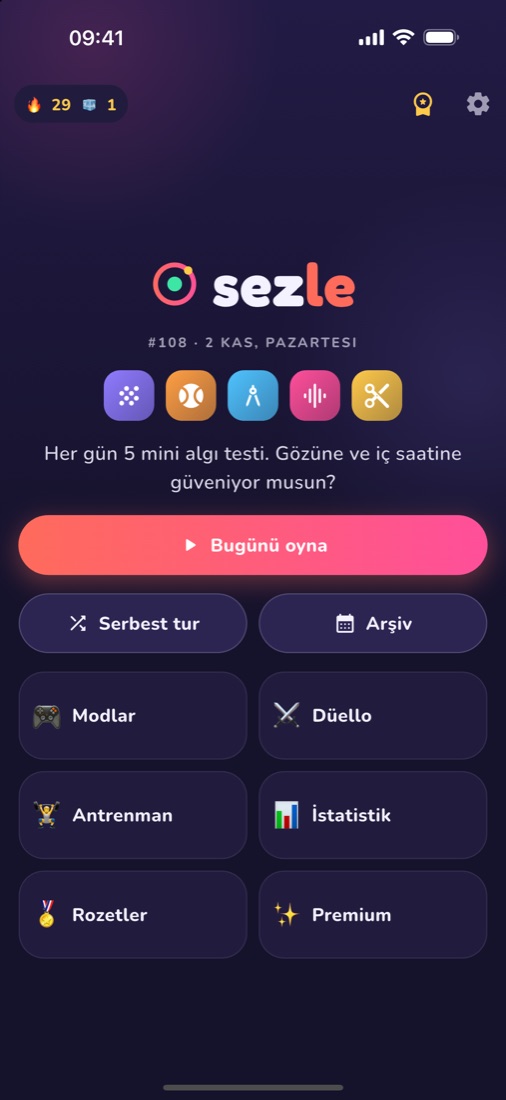 09:41
29 1
sezle
#108 · 2 KAS, PAZARTESI
Her gün 5 mini algı testi. Gözüne ve iç saatine
güveniyor musun?
Bugünü oyna
Serbest tur
Arşiv
Modlar
Düello
Antrenman
İstatistik
Rozetler
Premium